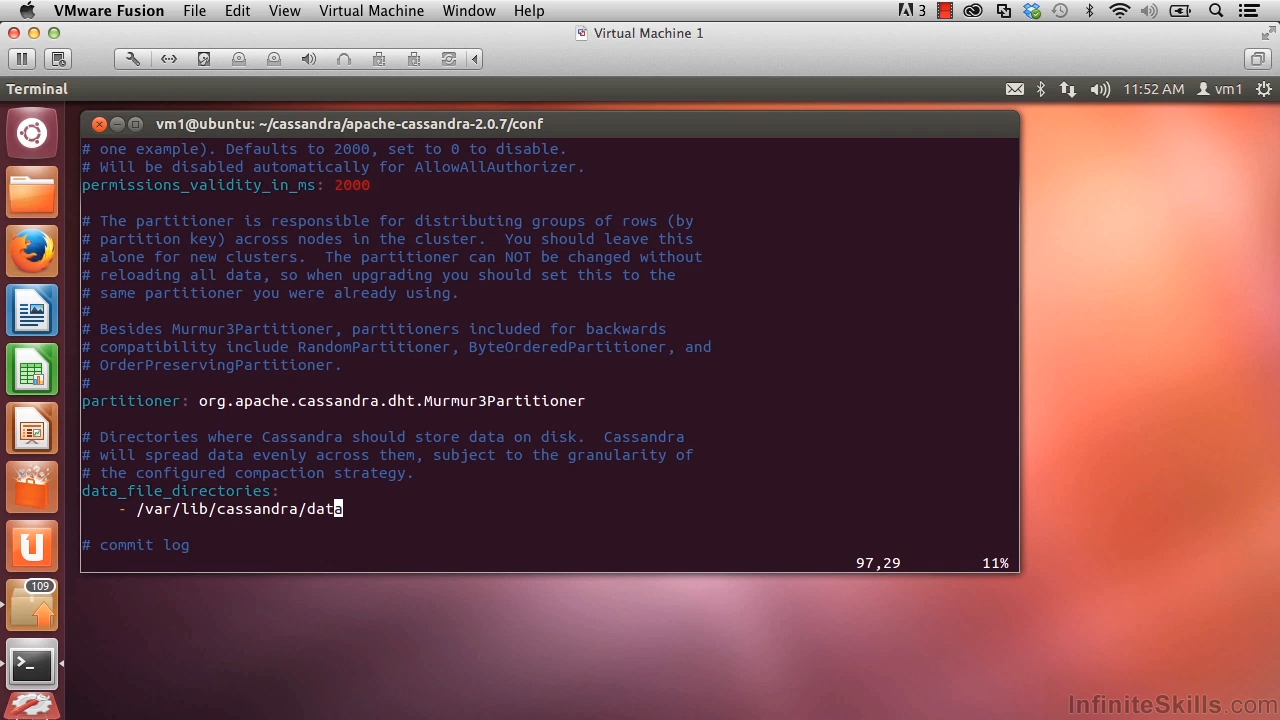 VMware Fusion File Edit View Virtual Machine Window Help 3
Virtual Machine 1
Terminal 11:52 AM vm1
vm1@ubuntu: ~/cassandra/apache-cassandra-2.0.7/conf
# one example). Defaults to 2000, set to 0 to disable.
# Will be disabled automatically for AllowAllAuthorizer.
permissions_validity_in_ms: 2000
# The partitioner is responsible for distributing groups of rows (by
# partition key) across nodes in the cluster.  You should leave this
# alone for new clusters.  The partitioner can NOT be changed without
# reloading all data, so when upgrading you should set this to the
# same partitioner you were already using.
#
# Besides Murmur3Partitioner, partitioners included for backwards
# compatibility include RandomPartitioner, ByteOrderedPartitioner, and
# OrderPreservingPartitioner.
#
partitioner: org.apache.cassandra.dht.Murmur3Partitioner
# Directories where Cassandra should store data on disk.  Cassandra
# will spread data evenly across them, subject to the granularity of
# the configured compaction strategy.
data_file_directories:
    - /var/lib/cassandra/data
# commit log
97,29 11%
109
InfiniteSkills.com